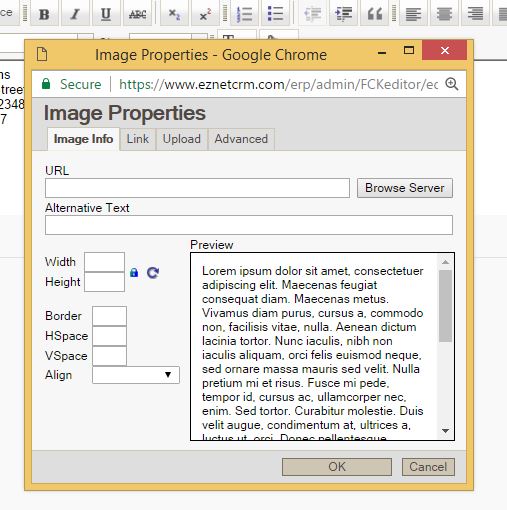 ce B I U ABC x₂ x²
Image Properties - Google Chrome
ns
Secure https://www.eznetcrm.com/erp/admin/FCKeditor/ec
treet
2348
7
Image Properties
Image Info Link Upload Advanced
URL
Browse Server
Alternative Text
Preview
Width
Height
Border
HSpace
VSpace
Align
Lorem ipsum dolor sit amet, consectetuer
adipiscing elit. Maecenas feugiat
consequat diam. Maecenas metus.
Vivamus diam purus, cursus a, commodo
non, facilisis vitae, nulla. Aenean dictum
lacinia tortor. Nunc iaculis, nibh non
iaculis aliquam, orci felis euismod neque,
sed ornare massa mauris sed velit. Nulla
pretium mi et risus. Fusce mi pede,
tempor id, cursus ac, ullamcorper nec,
enim. Sed tortor. Curabitur molestie. Duis
velit augue, condimentum at, ultrices a,
luctus ut, orci. Donec pellentesque
OK Cancel